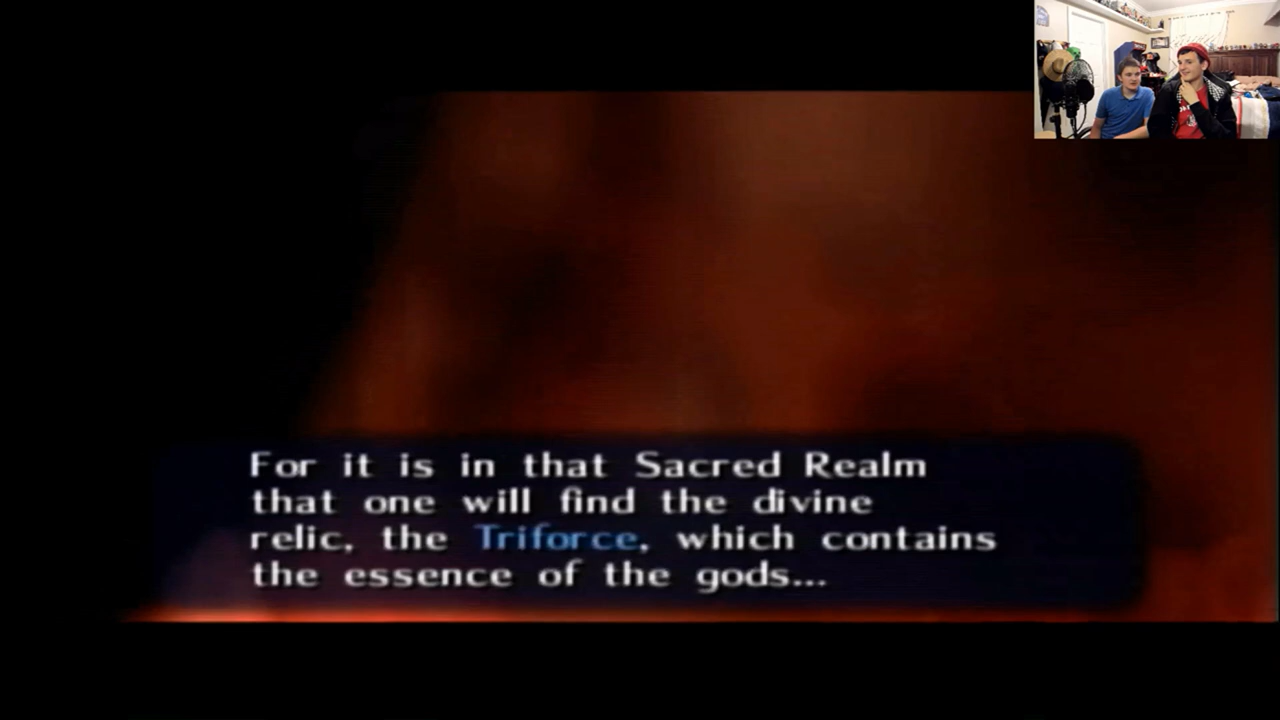 For it is in that Sacred Realm
that one will find the divine
relic, the Triforce, which contains
the essence of the gods...